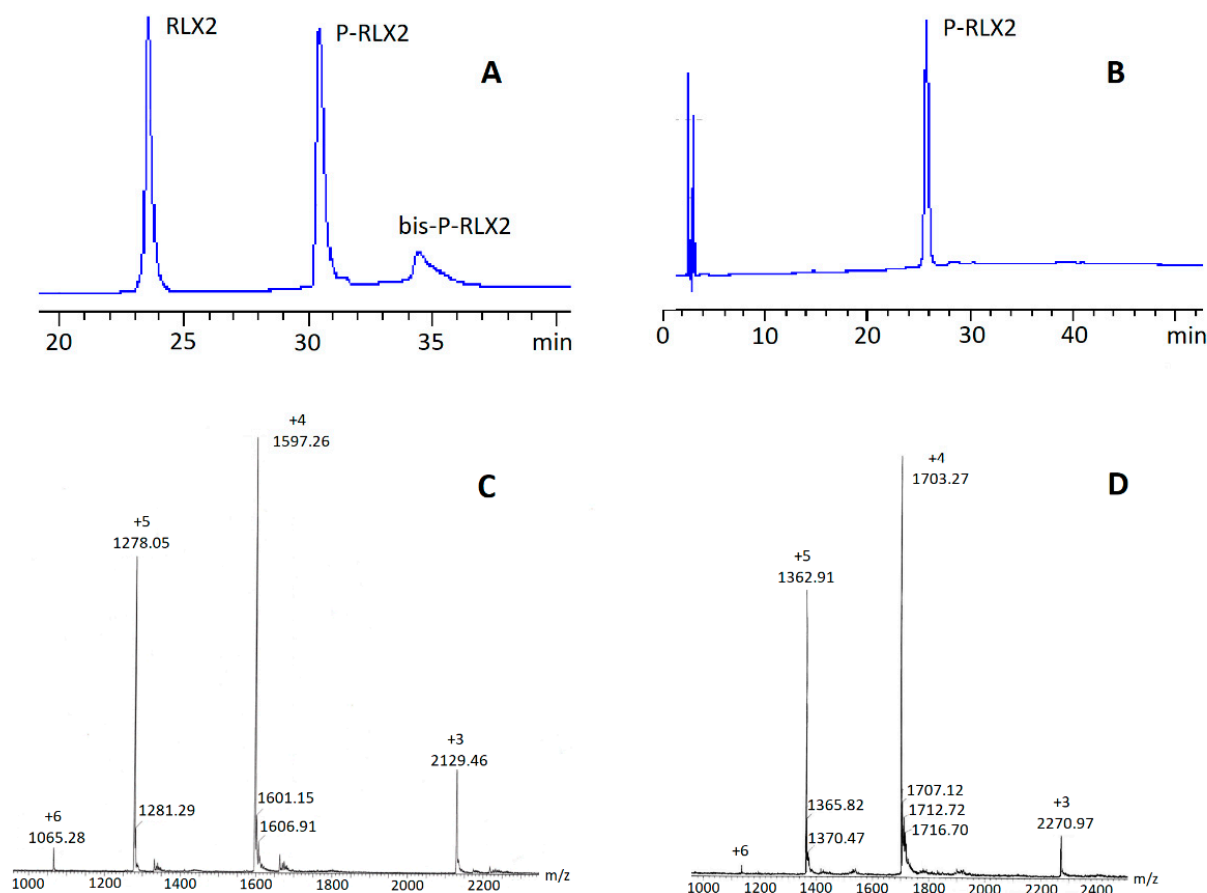 RLX2
P-RLX2
A
bis-P-RLX2
20 25 30 35 min
P-RLX2
B
0 10 20 30 40 min
+4
1597.26
C
+5
1278.05
+3
2129.46
1281.29
1601.15
1606.91
+6
1065.28
1000 1200 1400 1600 1800 2000 2200 m/z
+4
1703.27
D
+5
1362.91
1365.82
1370.47
1707.12
1712.72
1716.70
+3
2270.97
+6
1000 1200 1400 1600 1800 2000 2200 2400 m/z